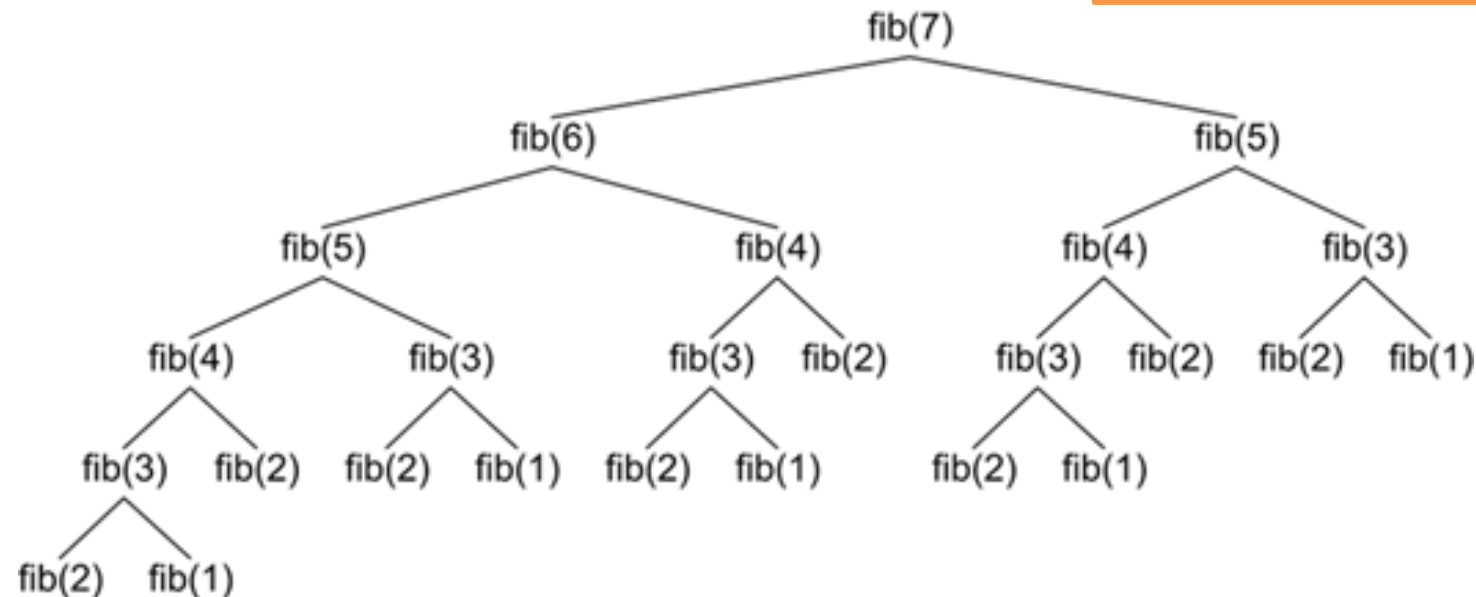 fib(7)
fib(6) fib(5)
fib(5) fib(4) fib(4) fib(3)
fib(4) fib(3) fib(3) fib(2) fib(3) fib(2) fib(2) fib(1)
fib(3) fib(2) fib(2) fib(1) fib(2) fib(1) fib(2) fib(1)
fib(2) fib(1)